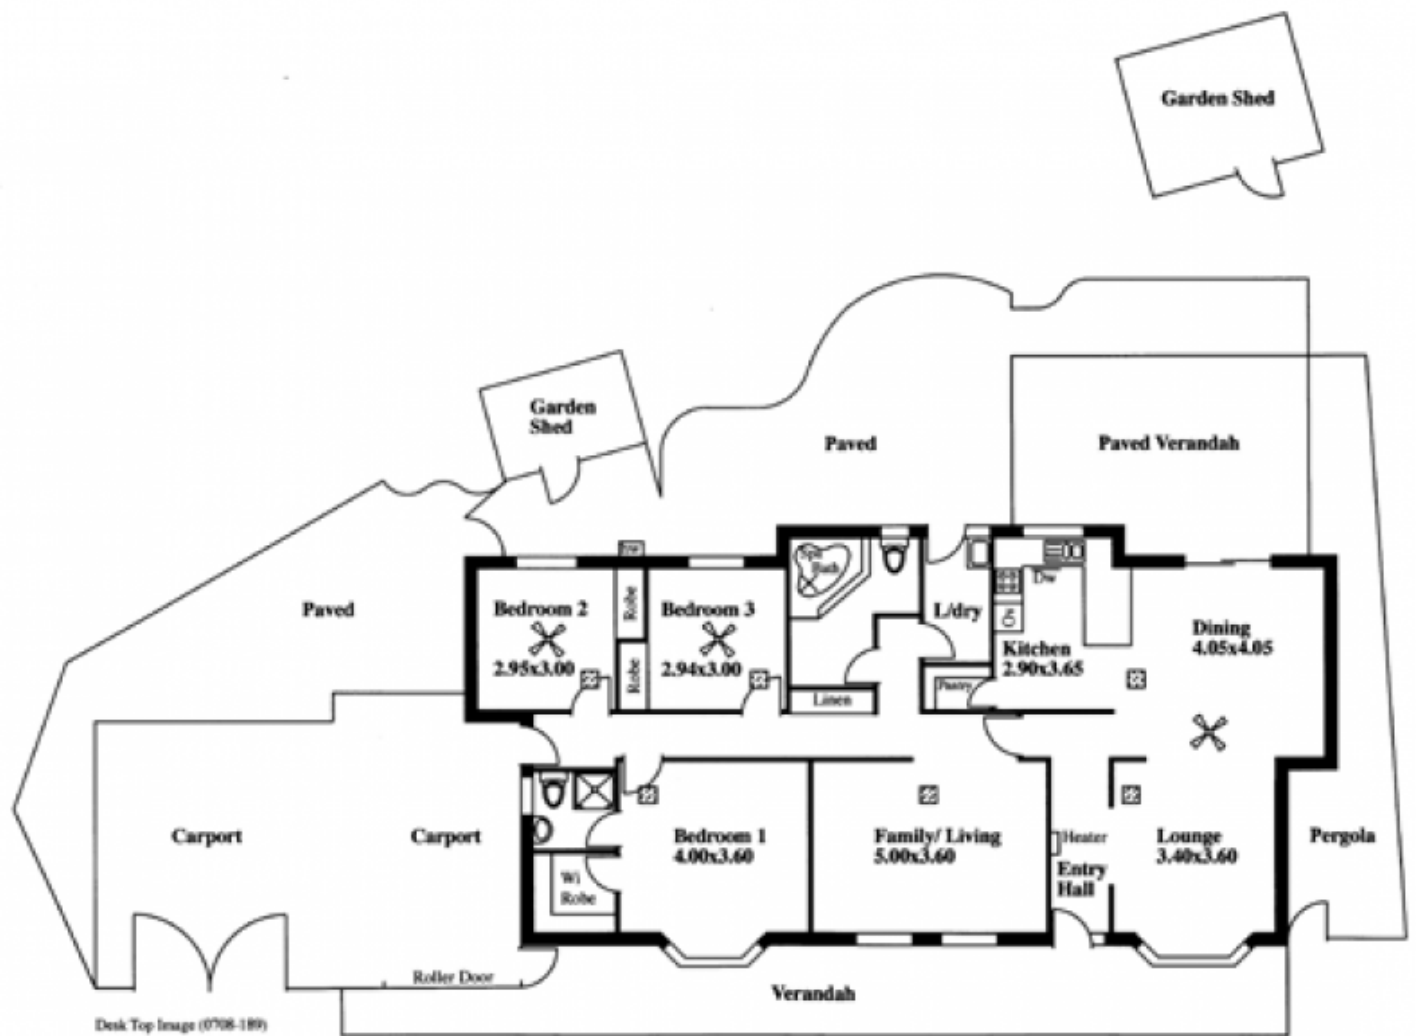 Garden Shed
Garden
Shed
Paved
Paved Verandah
Spa
Bath
Bedroom 2
2.95x3.00
Robe
Robe
Bedroom 3
2.94x3.00
L/dry
Dw
Kitchen
2.90x3.65
Dining
4.05x4.05
Paved
Pantry
Linen
Carport
Carport
Bedroom 1
4.00x3.60
Family/ Living
5.00x3.60
Heater
Entry
Hall
Lounge
3.40x3.60
Pergola
Wi
Robe
Roller Door
Verandah
Desk Top Image (0708-189)